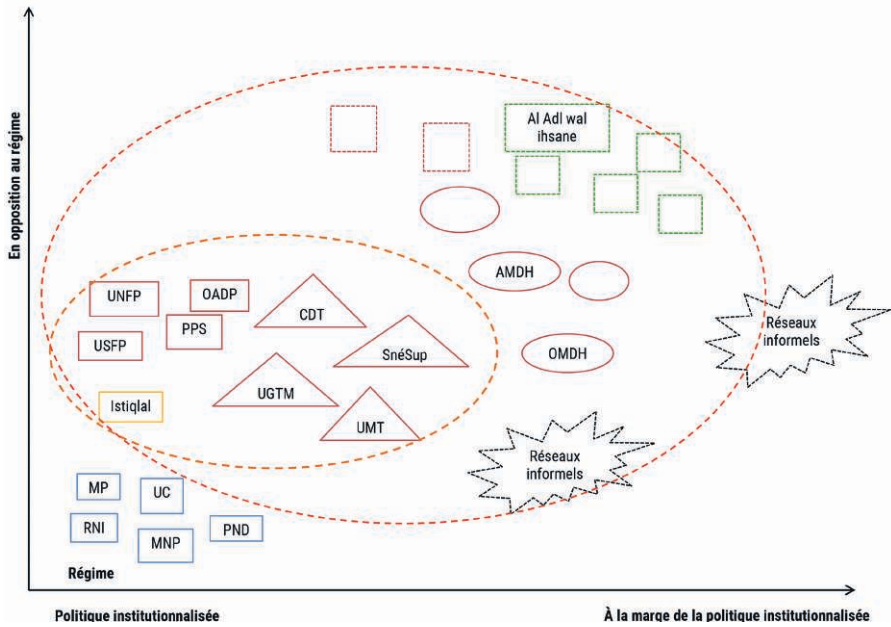 En opposition au régime
Al Adl wal
ihsane
AMDH
UNFP
OADP
CDT
PPS
Réseaux
informels
USFP
SnéSup
OMDH
UGTM
Istiqlal
UMT
Réseaux
informels
MP
UC
RNI
PND
MNP
Régime
Politique institutionnalisée
À la marge de la politique institutionnalisée